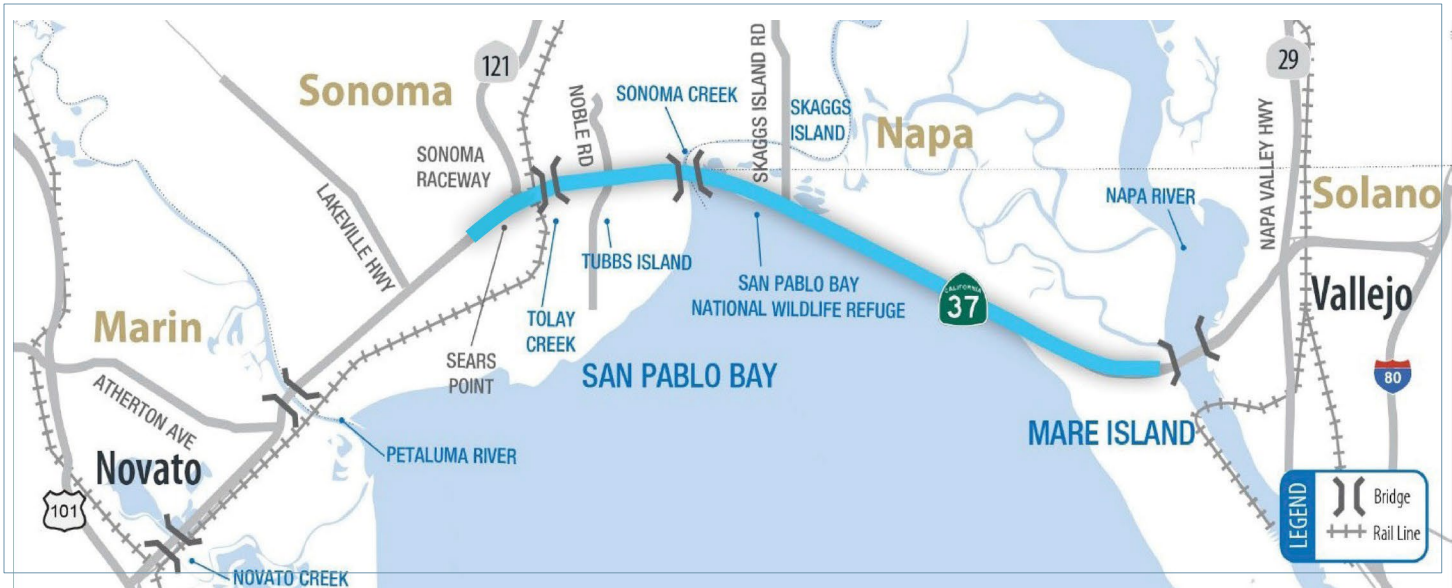 121
29
Sonoma
SONOMA CREEK
NOBLE RD
SKAGGS ISLAND RD
SKAGGS
ISLAND
Napa
SONOMA
RACEWAY
NAPA VALLEY HWY
NAPA RIVER
Solano
LAKEVILLE HWY
TUBBS ISLAND
SAN PABLO BAY
NATIONAL WILDLIFE REFUGE
CALIFORNIA
37
Vallejo
Marin
TOLAY
CREEK
SEARS
POINT
SAN PABLO BAY
80
ATHERTON AVE
MARE ISLAND
Novato
PETALUMA RIVER
101
LEGEND
Bridge
Rail Line
NOVATO CREEK